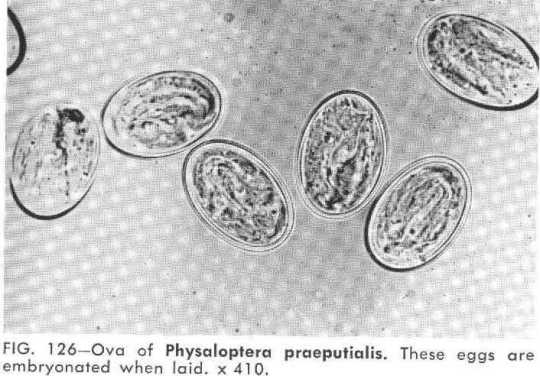 FIG. 126—Ova of Physaloptera praeputialis. These eggs are
embryonated when laid. x 410.